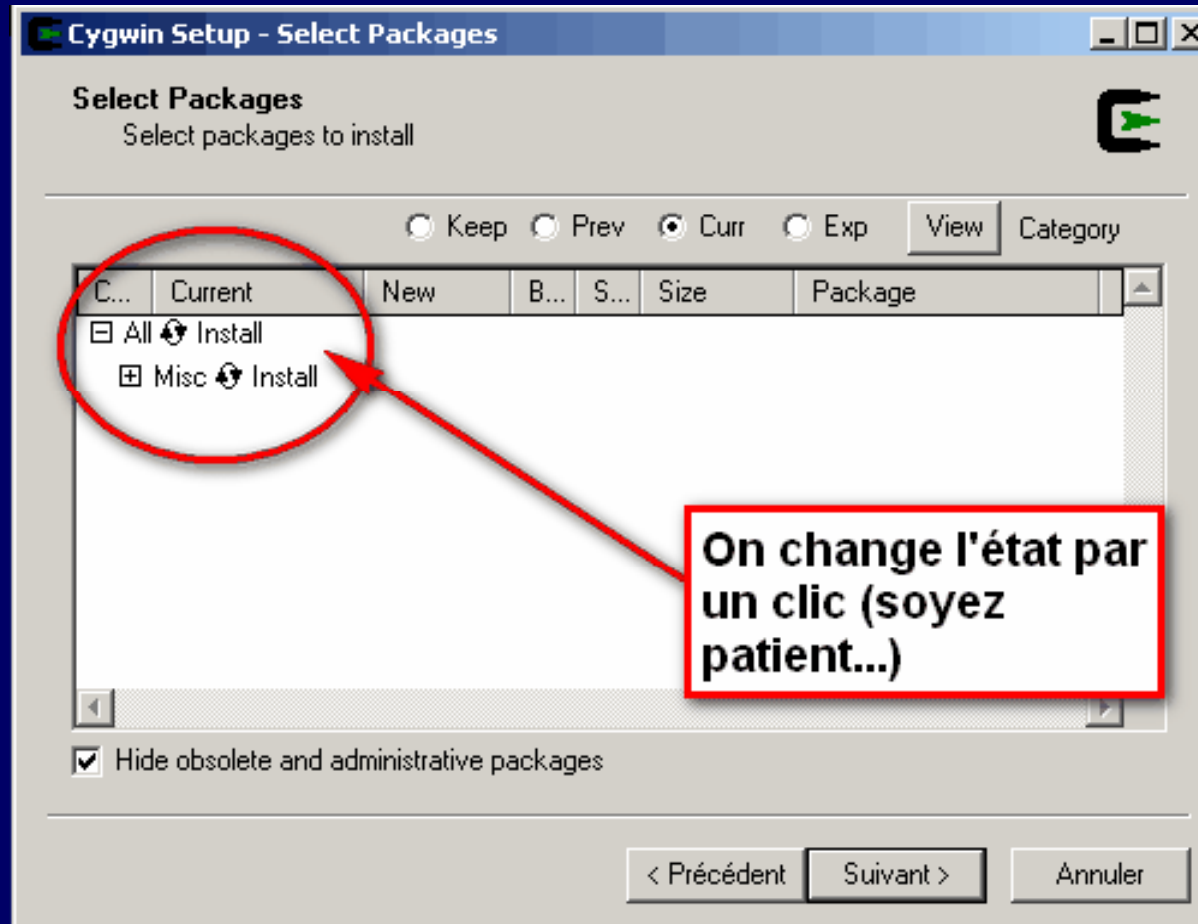 Cygwin Setup - Select Packages
Select Packages
Select packages to install
Keep Prev Curr Exp View Category
C... Current New B... S... Size Package
All Install
Misc Install
On change l'état par
un clic (soyez
patient...)
Hide obsolete and administrative packages
< Précédent Suivant > Annuler